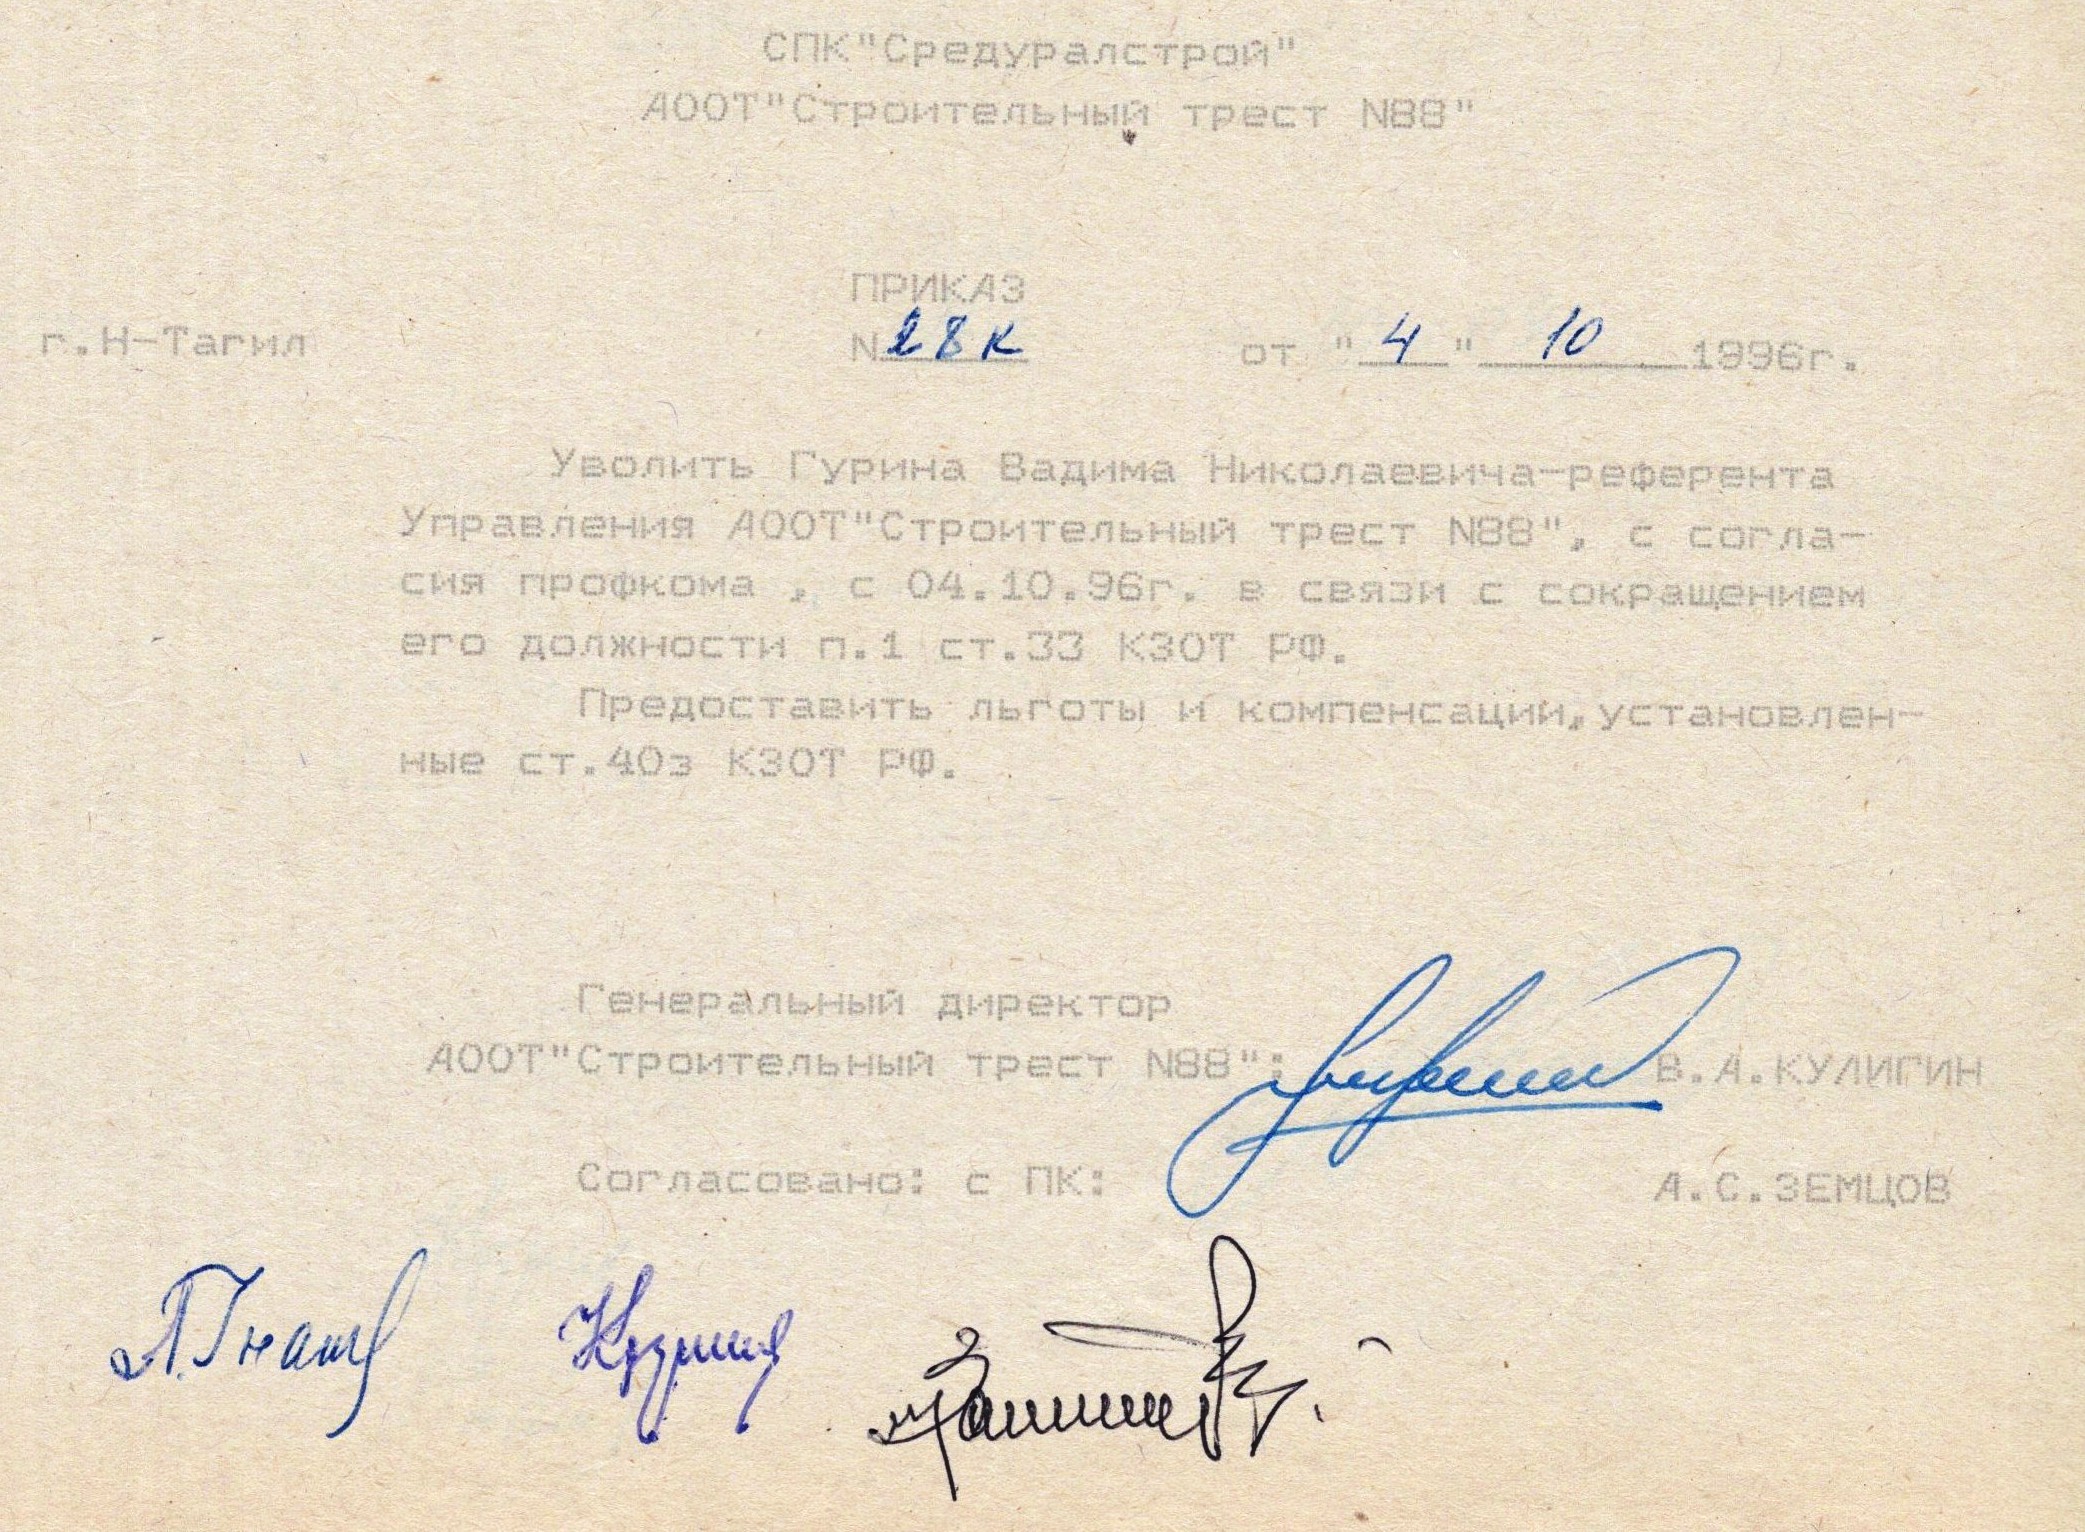 СПК"Средуралстрой"
АООТ"Строительный трест N88"
ПРИКАЗ
г.Н-Тагил N 28к от "4" 10 1996г.
Уволить Гурина Вадима Николаевича-референта
Управления АООТ"Строительный трест N88", с согла-
сия профкома , с 04.10.96г. в связи с сокращением
его должности п.1 ст.33 КЗОТ РФ.
Предоставить льготы и компенсации,установлен-
ные ст.40з КЗОТ РФ.
Генеральный директор
АООТ"Строительный трест N88": В.А.КУЛИГИН
Согласовано: с ПК: А.С.ЗЕМЦОВ